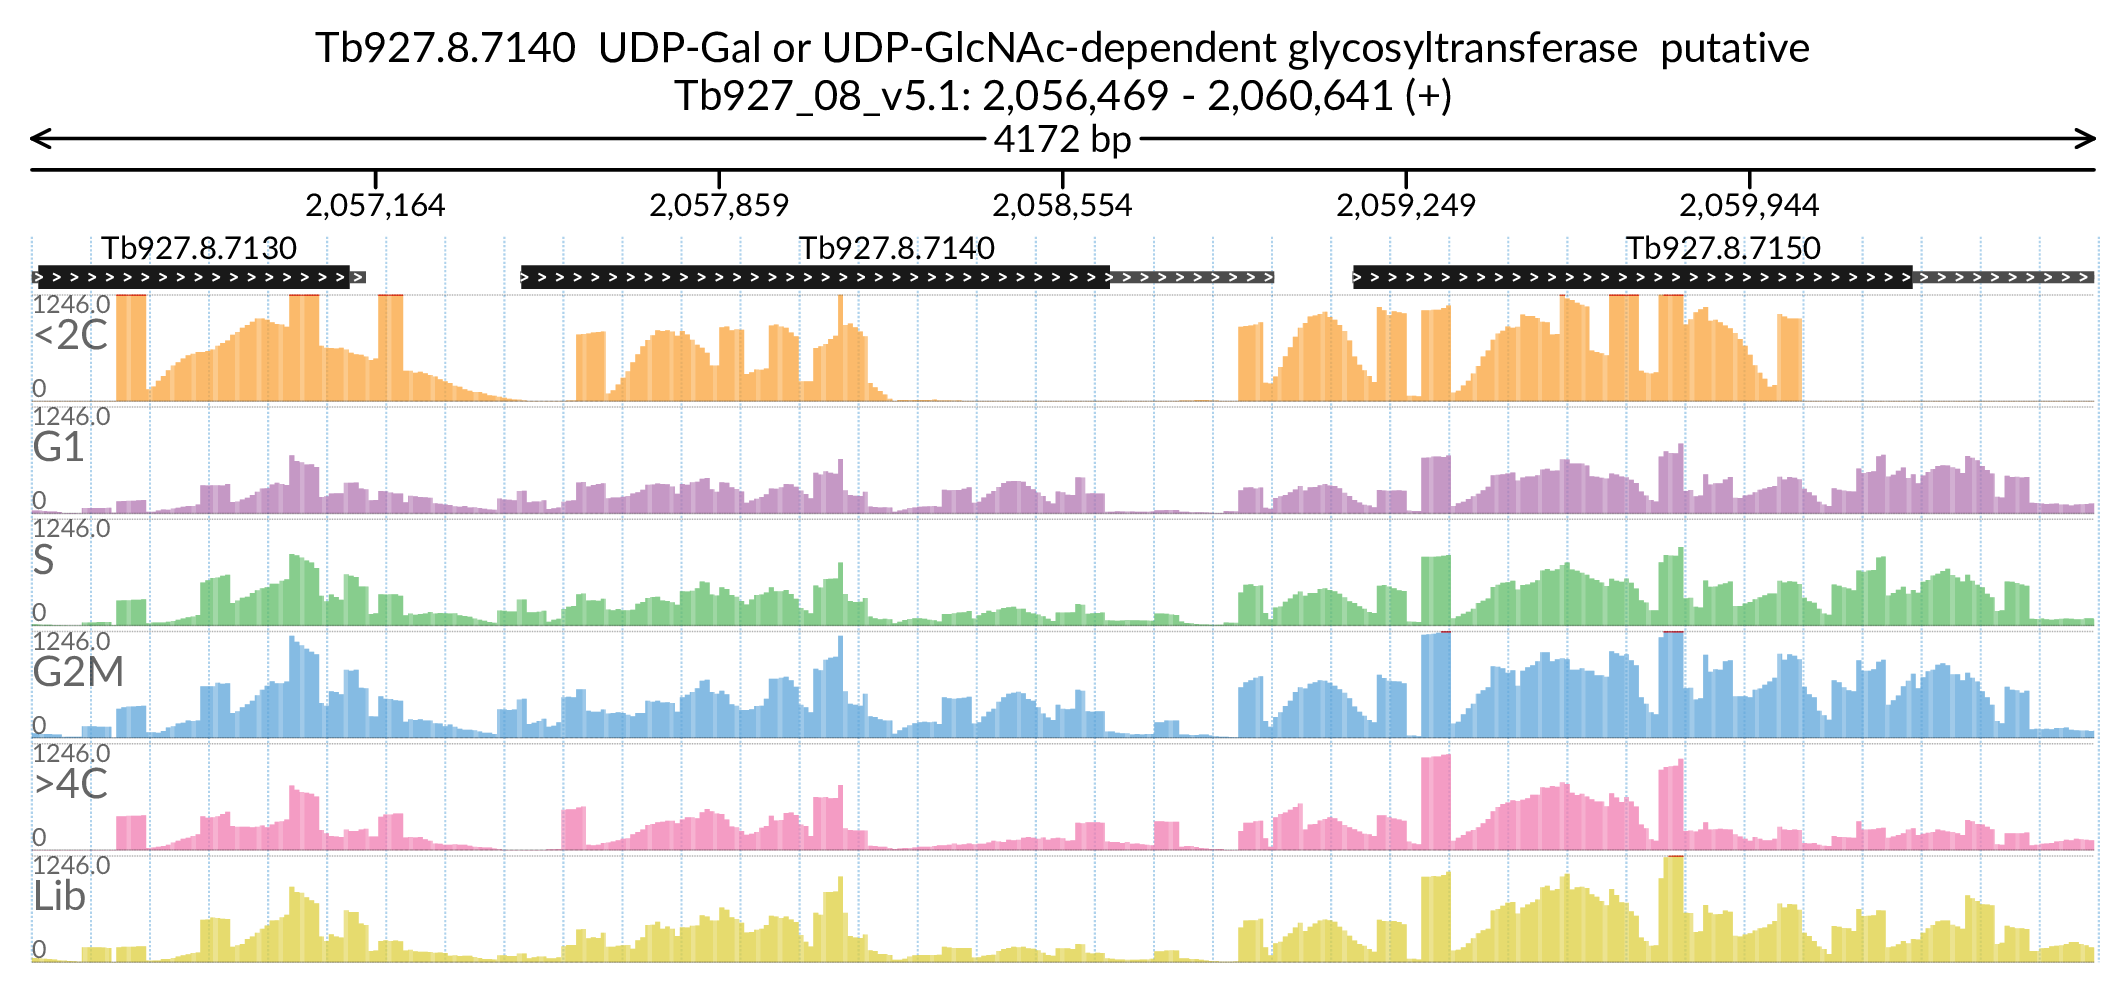 Tb927.8.7140 UDP-Gal or UDP-GlcNAc-dependent glycosyltransferase putative
Tb927_08_v5.1: 2,056,469 - 2,060,641 (+)
4172 bp
2,057,164 2,057,859 2,058,554 2,059,249 2,059,944
Tb927.8.7130 Tb927.8.7140 Tb927.8.7150
1246.0
<2C
0
1246.0
G1
0
1246.0
S
0
1246.0
G2M
0
1246.0
>4C
0
1246.0
Lib
0